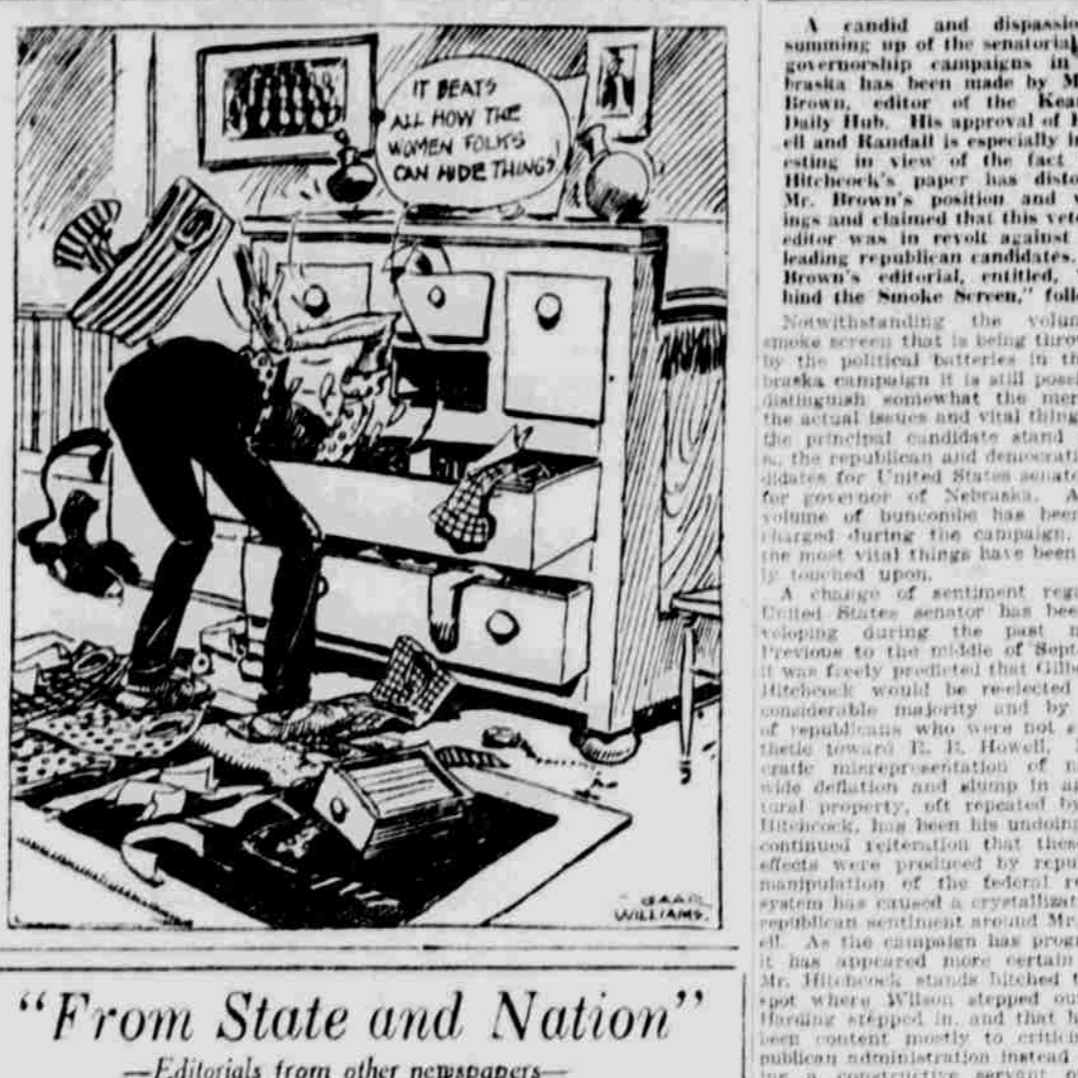 IT BEATS
ALL HOW THE
WOMEN FOLKS
CAN HIDE THINGS!
GAAR
WILLIAMS.
"From State and Nation"
—Editorials from other newspapers—
A candid and dispassio
summing up of the senatorial
governorship campaigns in
braska has been made by M
Brown, editor of the Kear
Daily Hub. His approval of H
ell and Randall is especially in
esting in view of the fact
Hitchcock's paper has disto
Mr. Brown's position and w
ings and claimed that this vete
editor was in revolt against
leading republican candidates.
Brown's editorial, entitled, "
hind the Smoke Screen," follo
Notwithstanding the volum
smoke screen that is being throw
by the political batteries in th
braska campaign it is still possi
distinguish somewhat the mer
the actual issues and vital thing
the principal candidate stand
the republican and democrati
didates for United States senato
for governor of Nebraska. A
volume of buncombe has been
charged during the campaign,
the most vital things have been
ly touched upon.
A change of sentiment rega
United States senator has bee
veloping during the past m
Previous to the middle of Sept
it was freely predicted that Gilb
Hitchcock would be re-elected
considerable majority and by
of republicans who were not s
thetic toward R. B. Howell.
cratic misrepresentation of n
wide deflation and slump in ag
tural property, oft repeated by
Hitchcock, has been his undoing
continued reiteration that these
effects were produced by repu
manipulation of the federal re
system has caused a crystallizat
republican sentiment around Mr.
ell. As the campaign has prog
it has appeared more certain
Mr. Hitchcock stands hitched t
spot where Wilson stepped ou
Harding stepped in, and that h
been content mostly to critici
publican administration instead
ing a constructive servant o